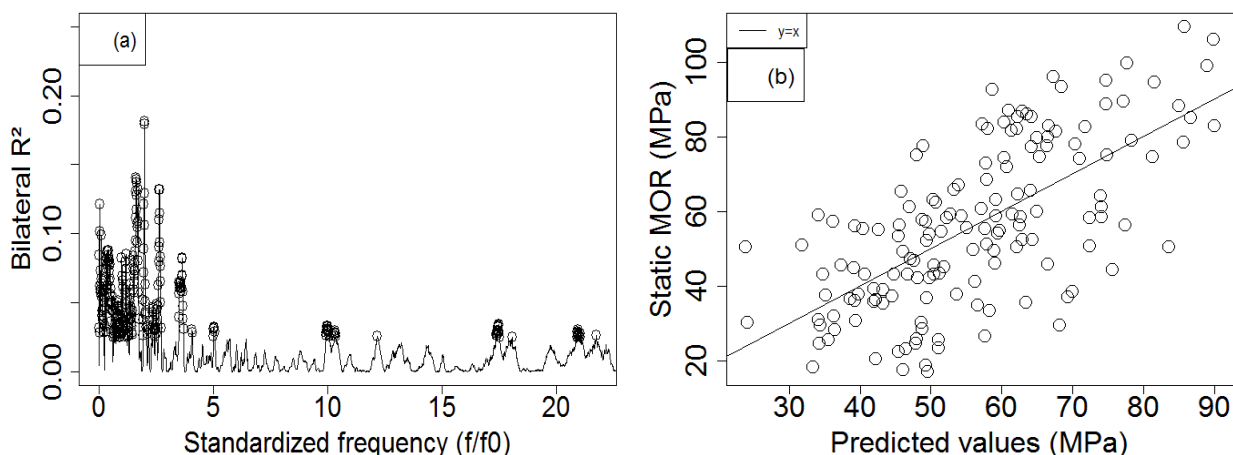 (a)
Bilateral R²
0.00 0.10 0.20
0 5 10 15 20
Standardized frequency (f/f0)
y=x
(b)
Static MOR (MPa)
20 40 60 80 100
30 40 50 60 70 80 90
Predicted values (MPa)